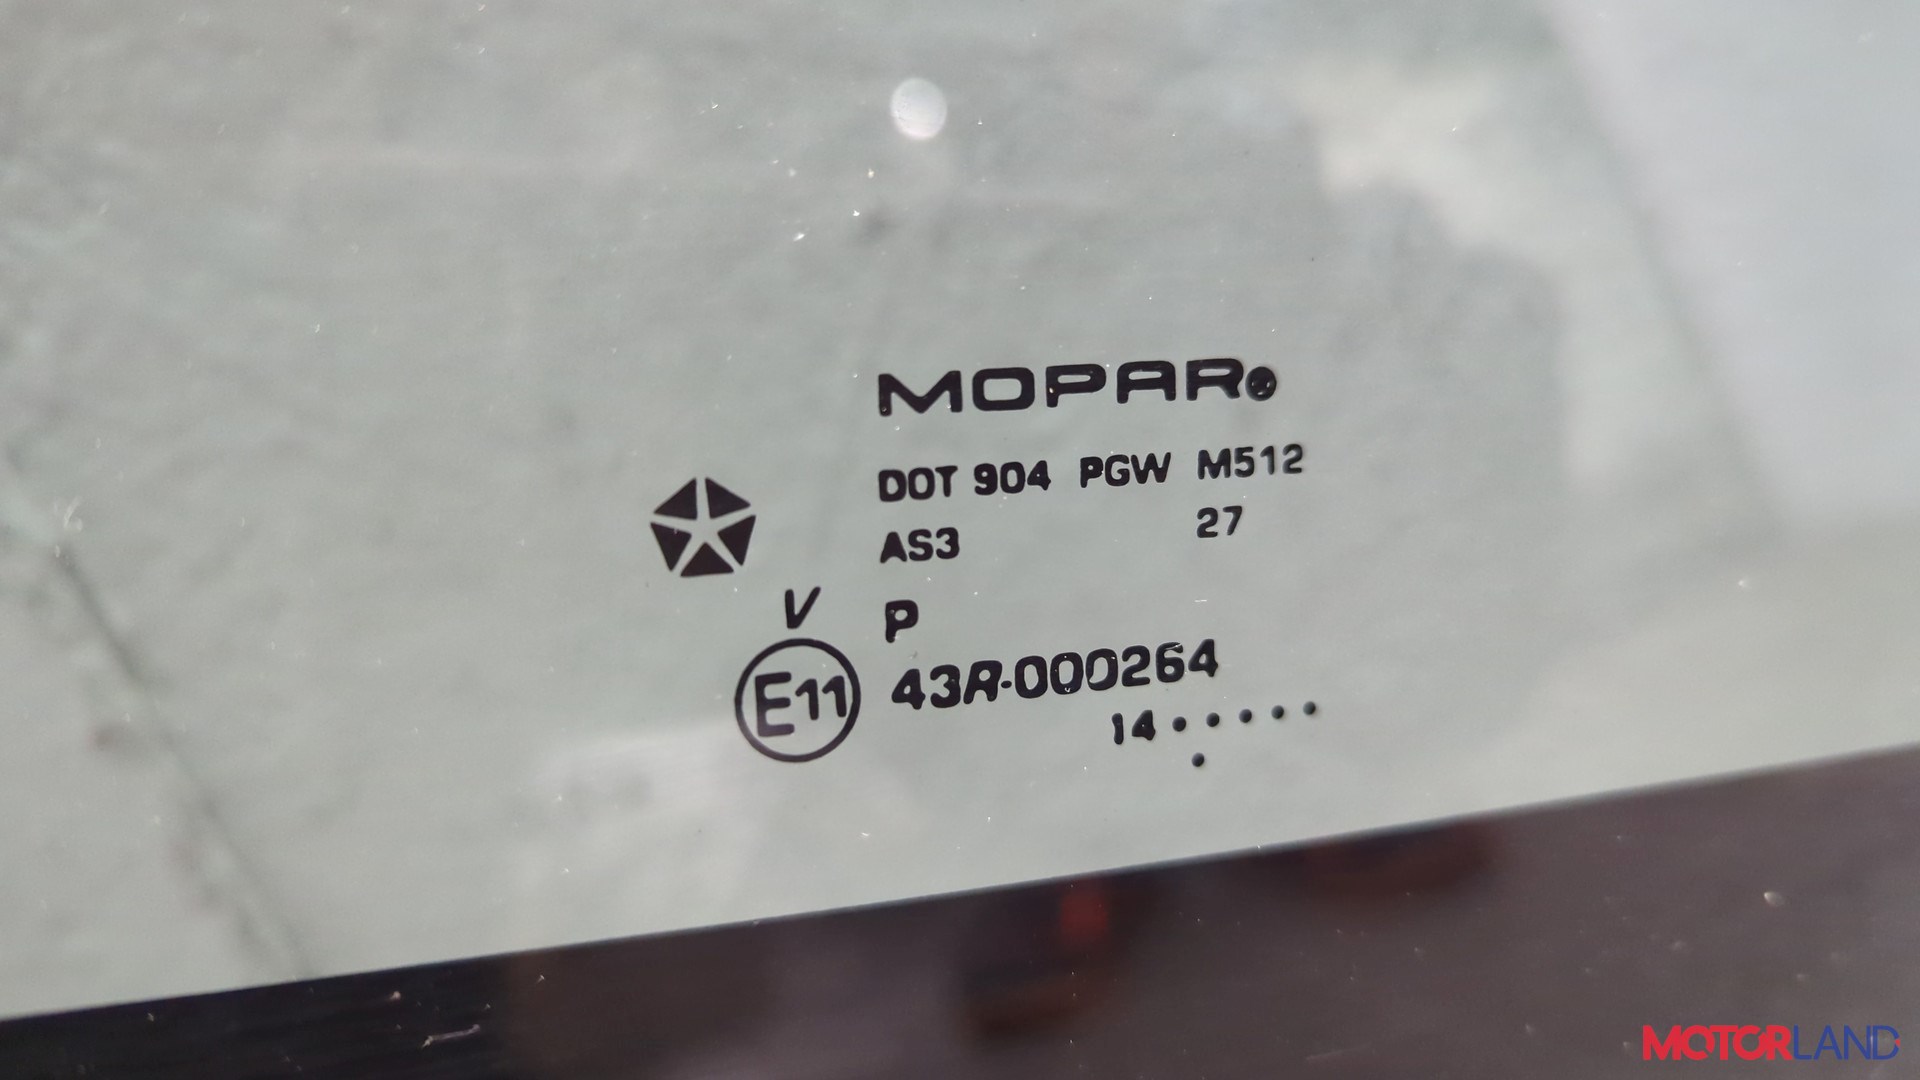 MOPAR®
DOT 904 PGW M512
AS3 27
V P
E11 43R-000264
14
MOTORLAND